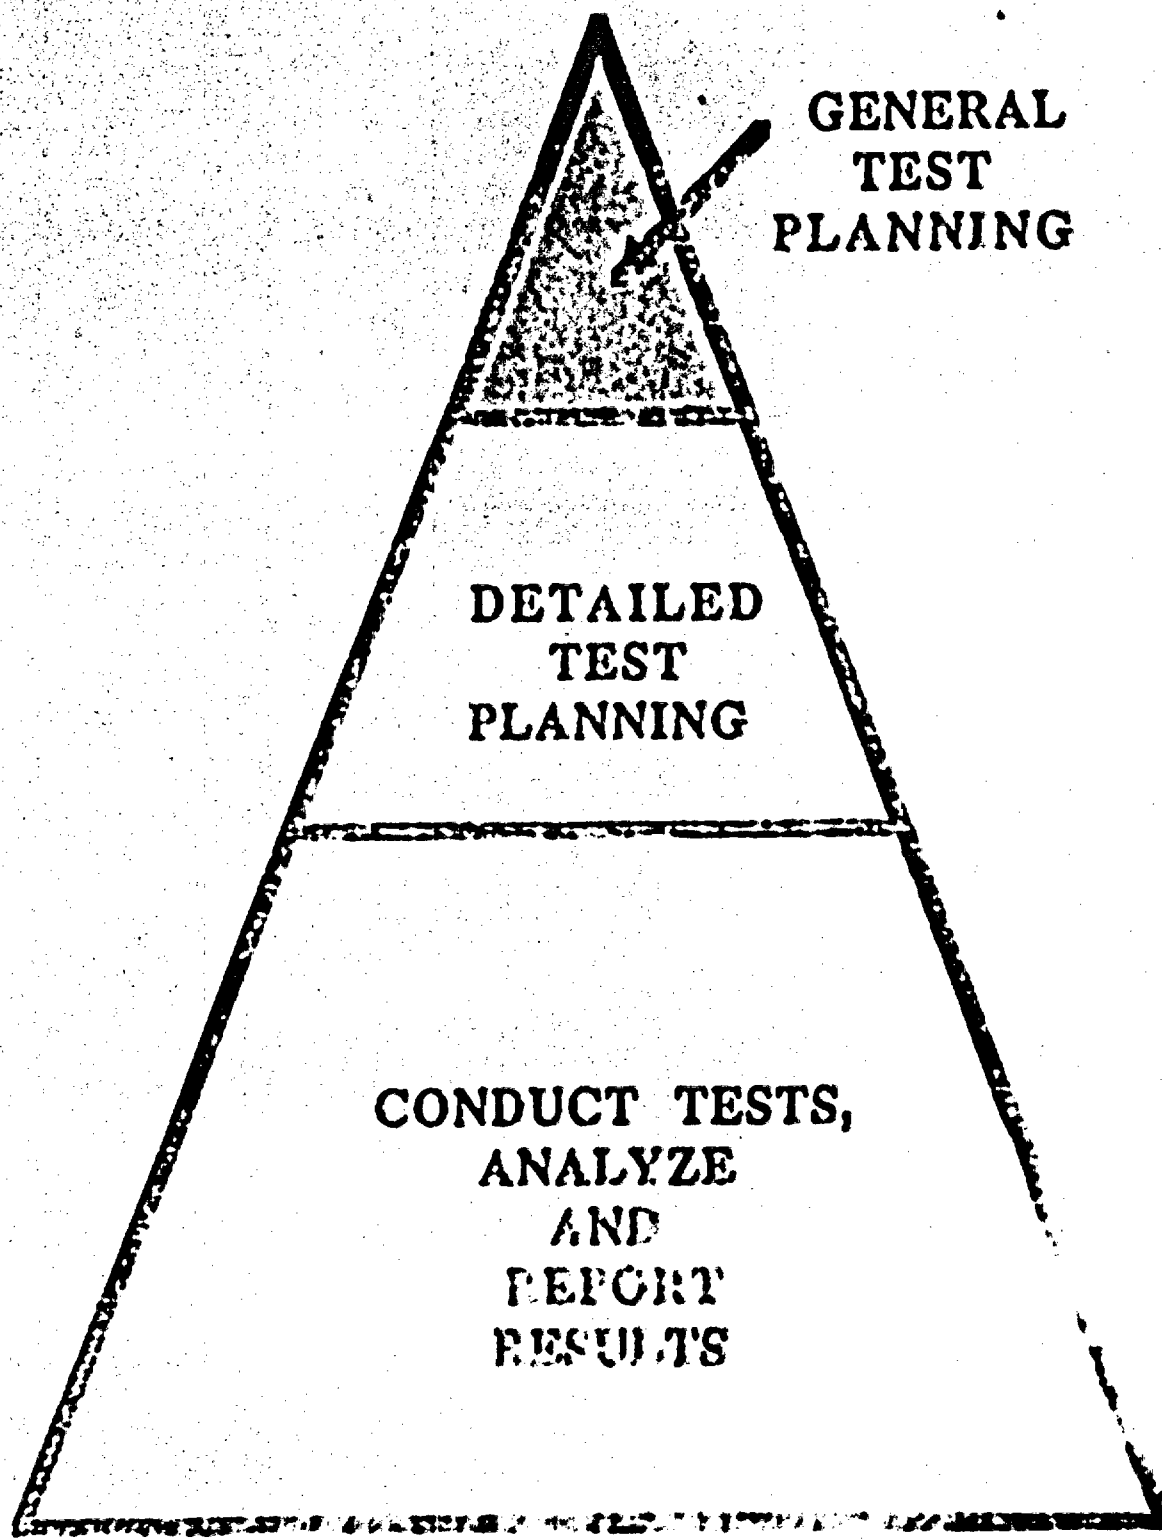 GENERAL
TEST
PLANNING
DETAILED
TEST
PLANNING
CONDUCT TESTS,
ANALYZE
AND
REPORT
RESULTS